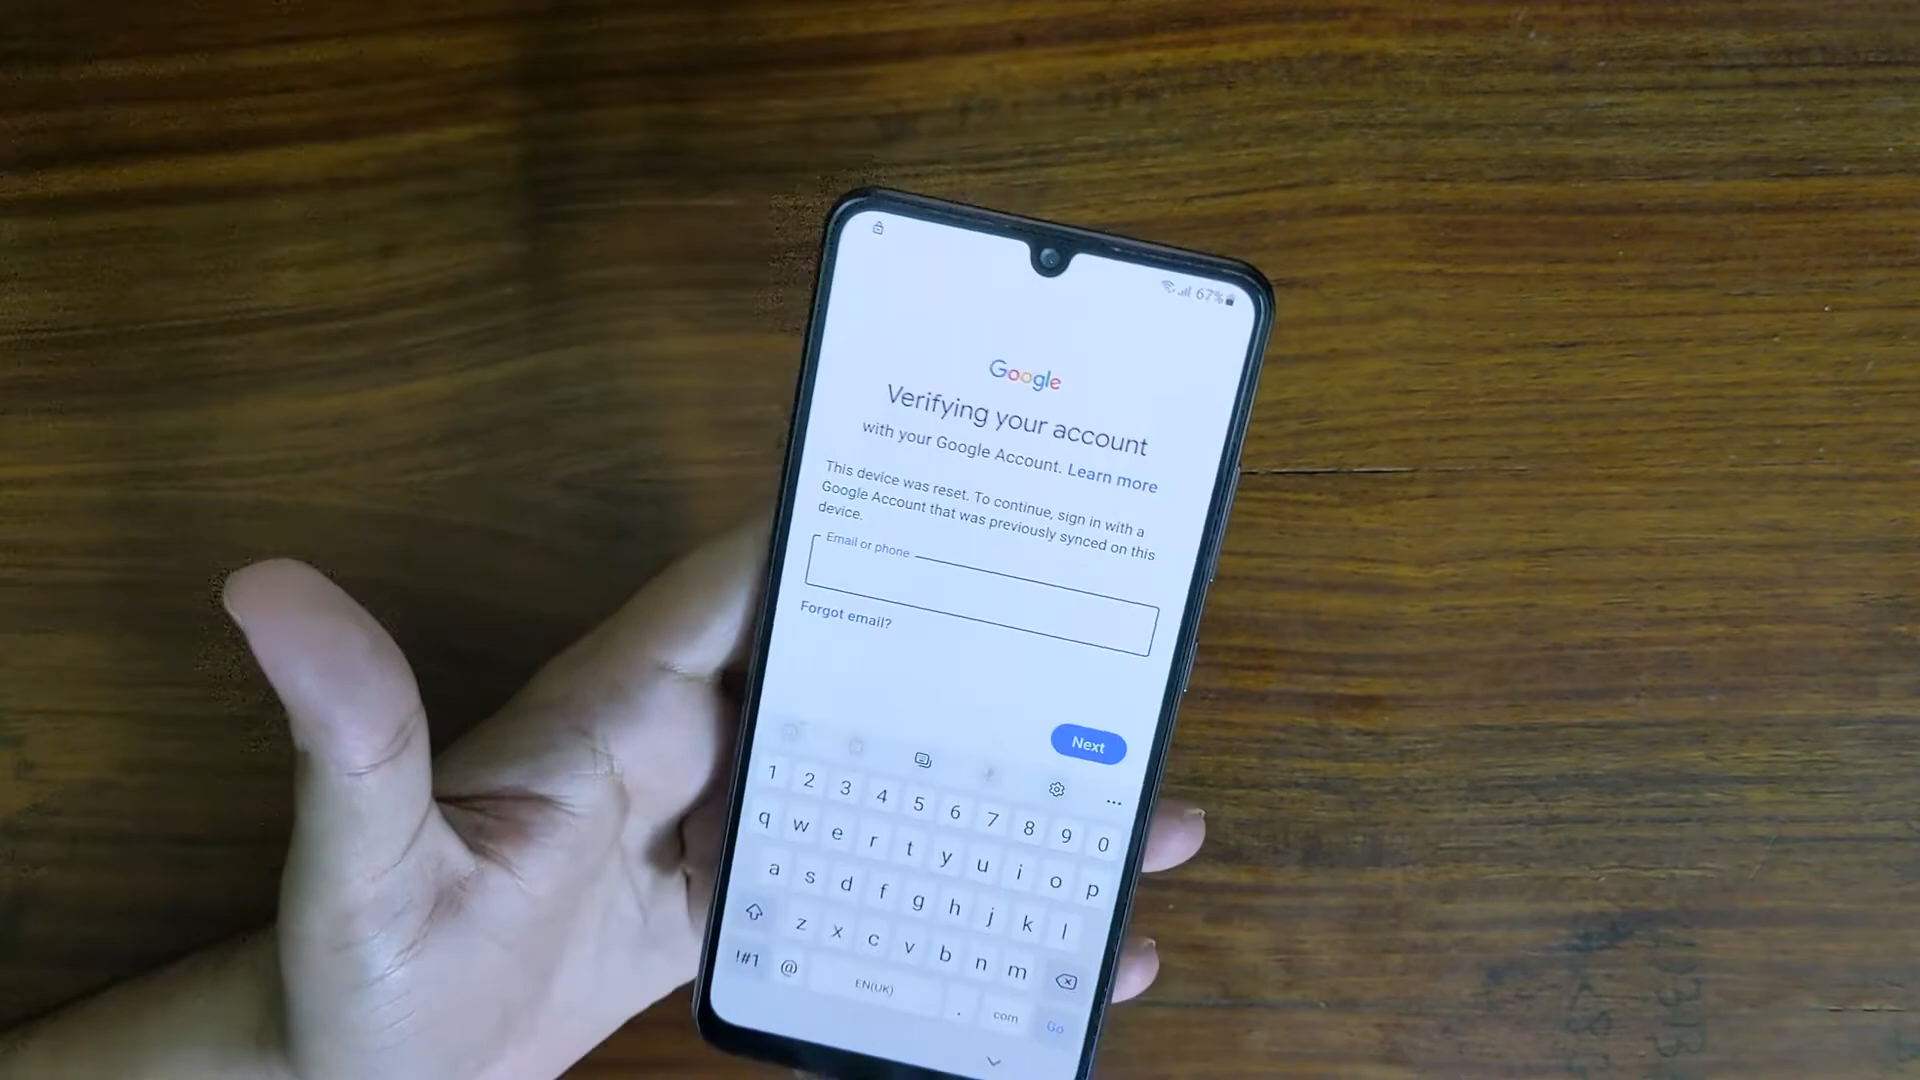 67%
Google
Verifying your account
with your Google Account. Learn more
This device was reset. To continue, sign in with a
Google Account that was previously synced on this
device.
Email or phone
Forgot email?
Next
1 2 3 4 5 6 7 8 9 0
q w e r t y u i o p
a s d f g h j k l
z x c v b n m
!#1 @ EN(UK) . com Go